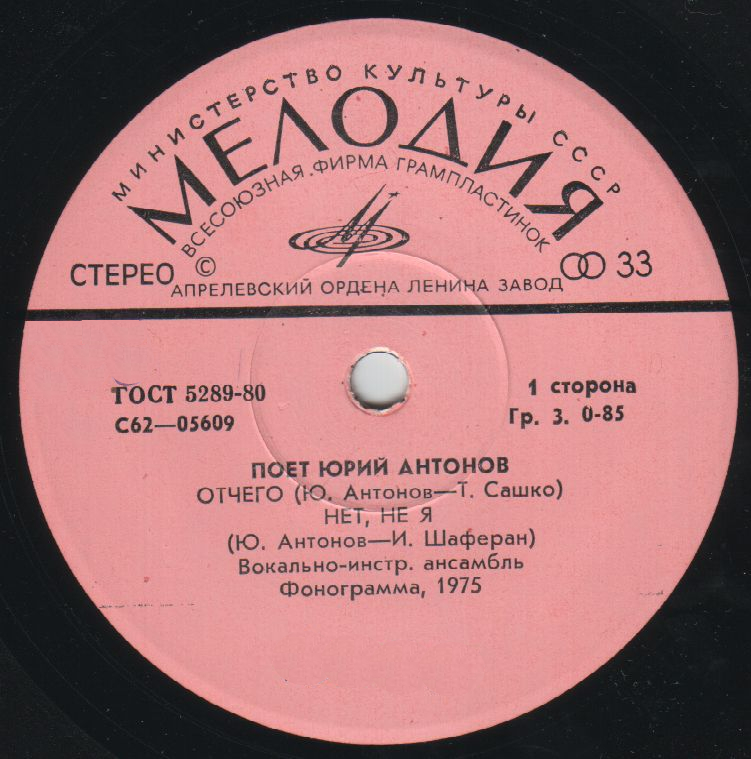 МИНИСТЕРСТВО КУЛЬТУРЫ СССР
МЕЛОДИЯ
ВСЕСОЮЗНАЯ ФИРМА ГРАМПЛАСТИНОК
СТЕРЕО © 33
АПРЕЛЕВСКИЙ ОРДЕНА ЛЕНИНА ЗАВОД
ГОСТ 5289-80
С62—05609
1 сторона
Гр. 3. 0-85
ПОЕТ ЮРИЙ АНТОНОВ
ОТЧЕГО (Ю. Антонов—Т. Сашко)
НЕТ, НЕ Я
(Ю. Антонов—И. Шаферан)
Вокально-инстр. ансамбль
Фонограмма, 1975